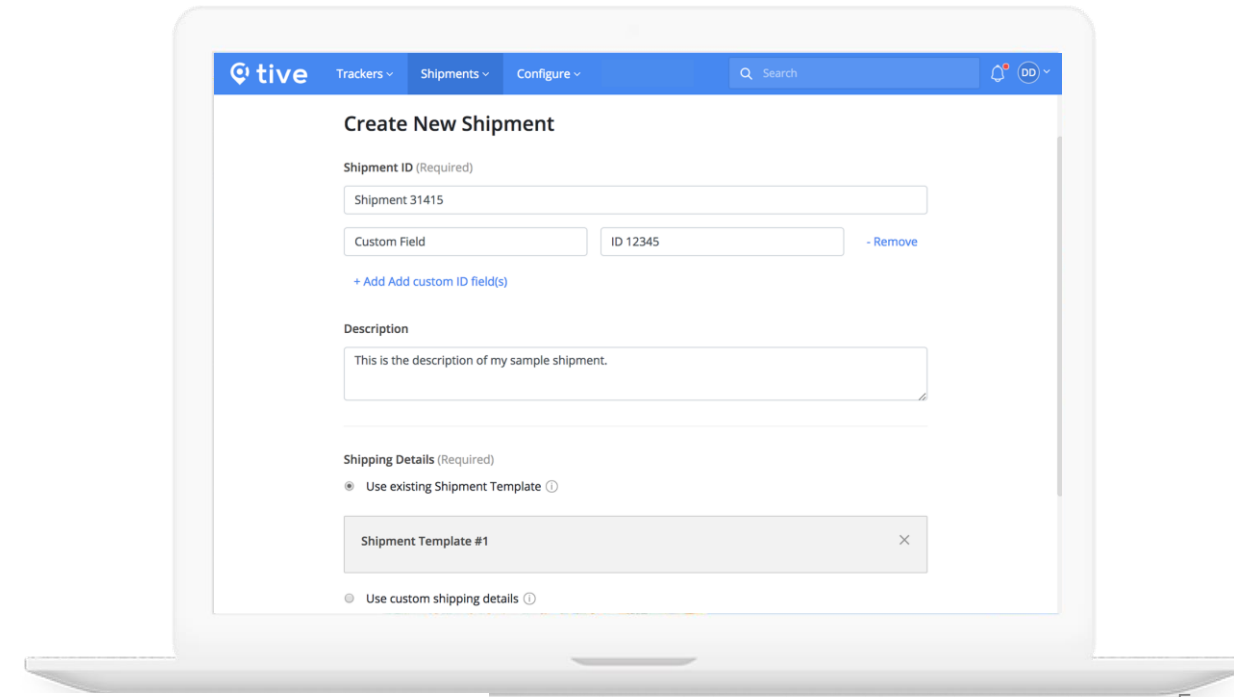 tive Trackers Shipments Configure Search DD
Create New Shipment
Shipment ID (Required)
Shipment 31415
Custom Field ID 12345 - Remove
+ Add Add custom ID field(s)
Description
This is the description of my sample shipment.
Shipping Details (Required)
Use existing Shipment Template
Shipment Template #1
Use custom shipping details